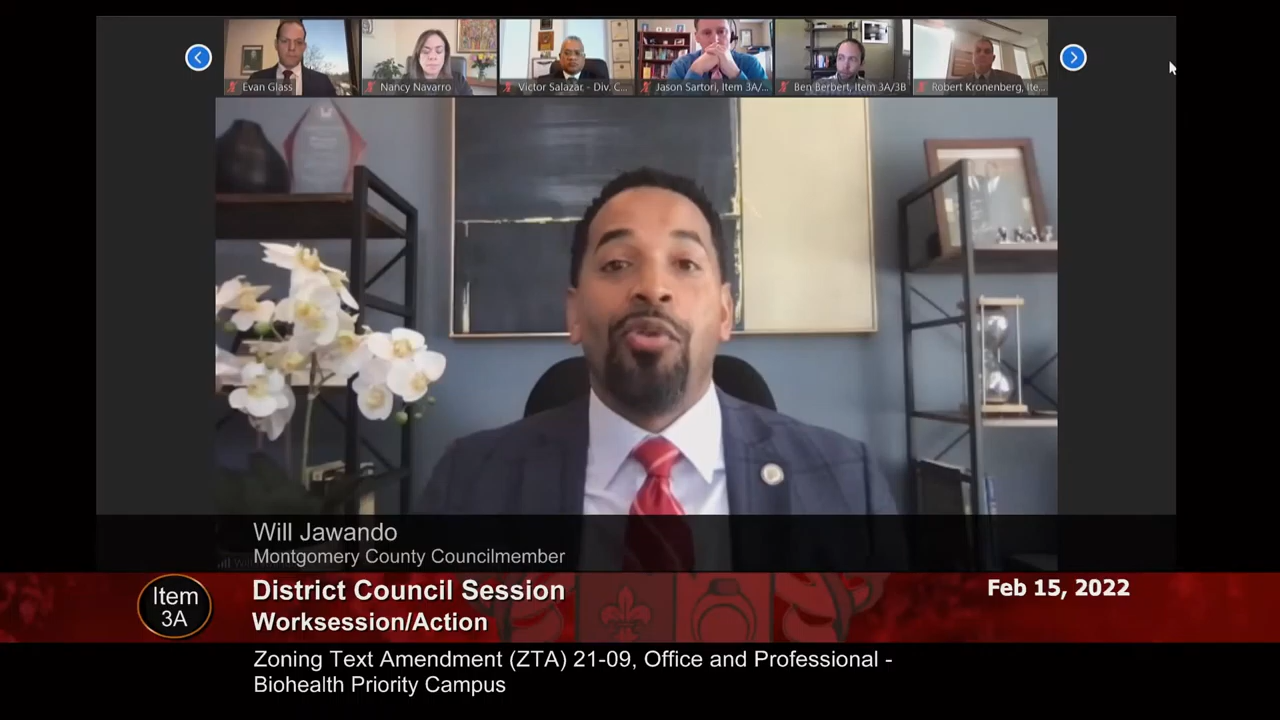 Evan Glass
Nancy Navarro
Victor Salazar - Div. C...
Jason Sartori, Item 3A/...
Ben Berbert, Item 3A/3B
Robert Kronenberg, Ite...
Will Jawando
Montgomery County Councilmember
Item
3A
District Council Session
Worksession/Action
Feb 15, 2022
Zoning Text Amendment (ZTA) 21-09, Office and Professional -
Biohealth Priority Campus